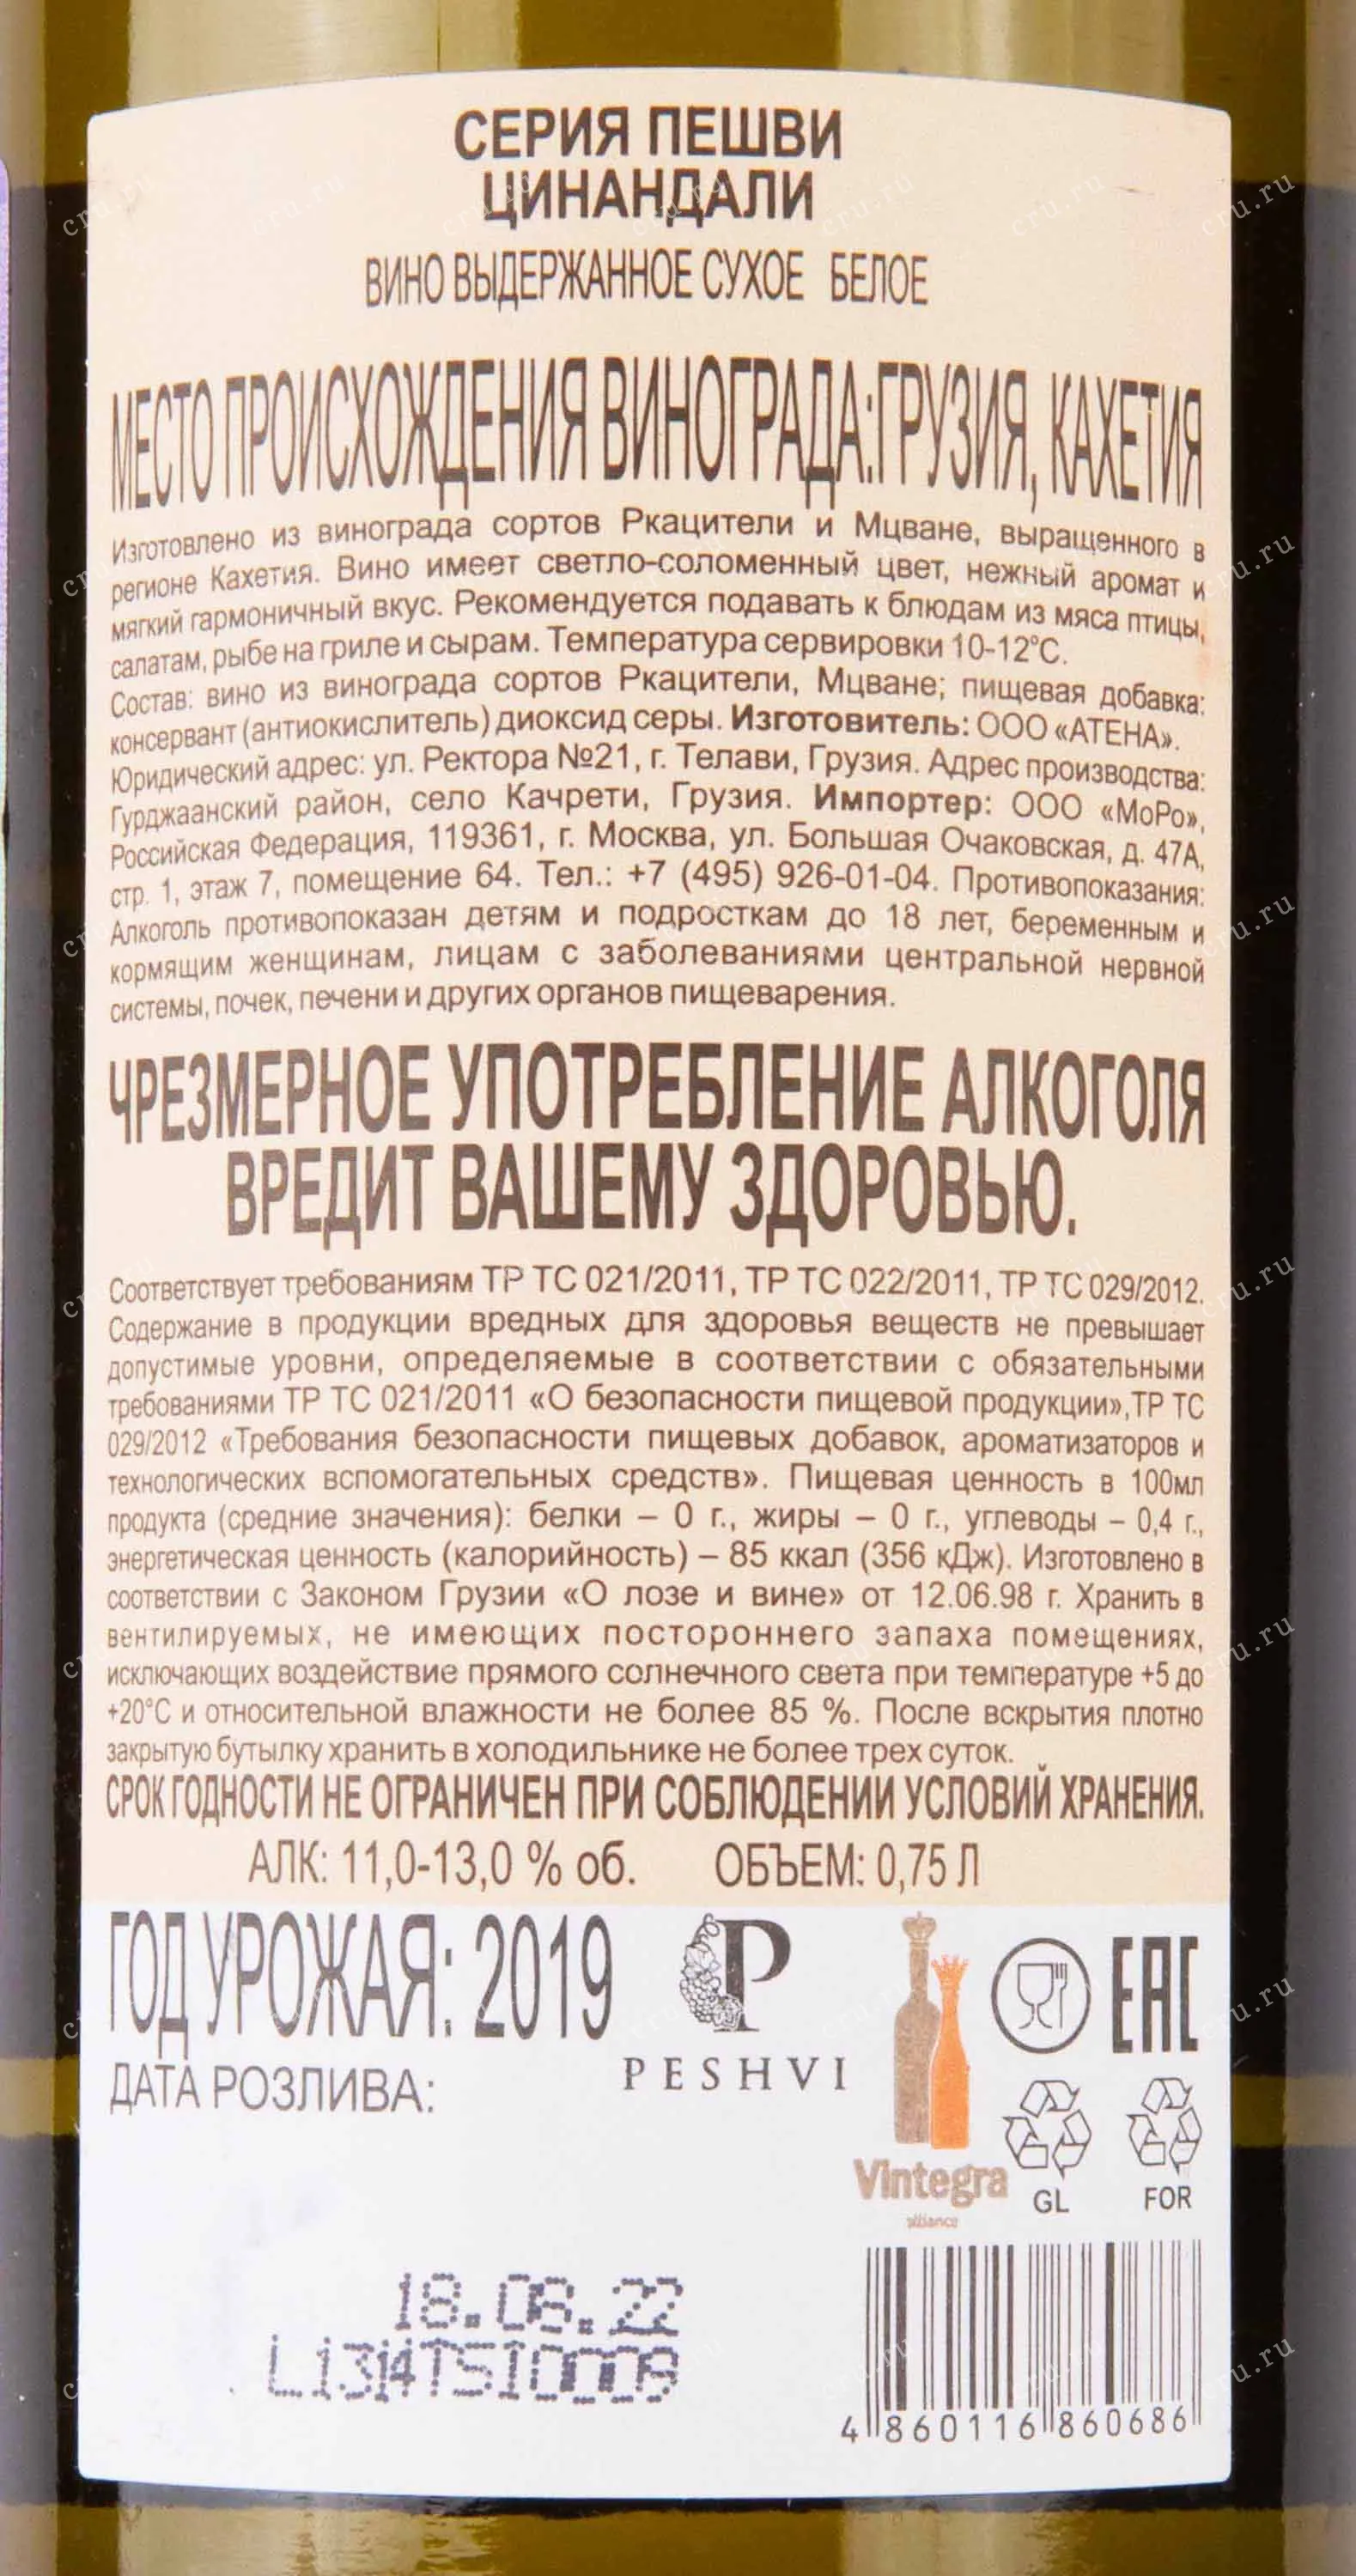 СЕРИЯ ПЕШВИ
ЦИНАНДАЛИ
ВИНО ВЫДЕРЖАННОЕ СУХОЕ БЕЛОЕ
МЕСТО ПРОИСХОЖДЕНИЯ ВИНОГРАДА:ГРУЗИЯ, КАХЕТИЯ
Изготовлено из винограда сортов Ркацители и Мцване, выращенного в
регионе Кахетия. Вино имеет светло-соломенный цвет, нежный аромат и
мягкий гармоничный вкус. Рекомендуется подавать к блюдам из мяса птицы,
салатам, рыбе на гриле и сырам. Температура сервировки 10-12°С.
Состав: вино из винограда сортов Ркацители, Мцване; пищевая добавка:
консервант (антиокислитель) диоксид серы. Изготовитель: ООО «АТЕНА».
Юридический адрес: ул. Ректора №21, г. Телави, Грузия. Адрес производства:
Гурджаанский район, село Качрети, Грузия. Импортер: ООО «МоРо»,
Российская Федерация, 119361, г. Москва, ул. Большая Очаковская, д. 47А,
стр. 1, этаж 7, помещение 64. Тел.: +7 (495) 926-01-04. Противопоказания:
Алкоголь противопоказан детям и подросткам до 18 лет, беременным и
кормящим женщинам, лицам с заболеваниями центральной нервной
системы, почек, печени и других органов пищеварения.
ЧРЕЗМЕРНОЕ УПОТРЕБЛЕНИЕ АЛКОГОЛЯ
ВРЕДИТ ВАШЕМУ ЗДОРОВЬЮ.
Соответствует требованиям ТР ТС 021/2011, ТР ТС 022/2011, ТР ТС 029/2012.
Содержание в продукции вредных для здоровья веществ не превышает
допустимые уровни, определяемые в соответствии с обязательными
требованиями ТР ТС 021/2011 «О безопасности пищевой продукции»,ТР ТС
029/2012 «Требования безопасности пищевых добавок, ароматизаторов и
технологических вспомогательных средств». Пищевая ценность в 100мл
продукта (средние значения): белки – 0 г., жиры – 0 г., углеводы – 0,4 г.,
энергетическая ценность (калорийность) – 85 ккал (356 кДж). Изготовлено в
соответствии с Законом Грузии «О лозе и вине» от 12.06.98 г. Хранить в
вентилируемых, не имеющих постороннего запаха помещениях,
исключающих воздействие прямого солнечного света при температуре +5 до
+20°С и относительной влажности не более 85 %. После вскрытия плотно
закрытую бутылку хранить в холодильнике не более трех суток.
СРОК ГОДНОСТИ НЕ ОГРАНИЧЕН ПРИ СОБЛЮДЕНИИ УСЛОВИЙ ХРАНЕНИЯ.
АЛК: 11,0-13,0 % об. ОБЪЕМ: 0,75 Л
ГОД УРОЖАЯ: 2019
ДАТА РОЗЛИВА:
P
PESHVI
Vintegra
alliance
EAC
GL
FOR
4 860116 860686
cru.ru